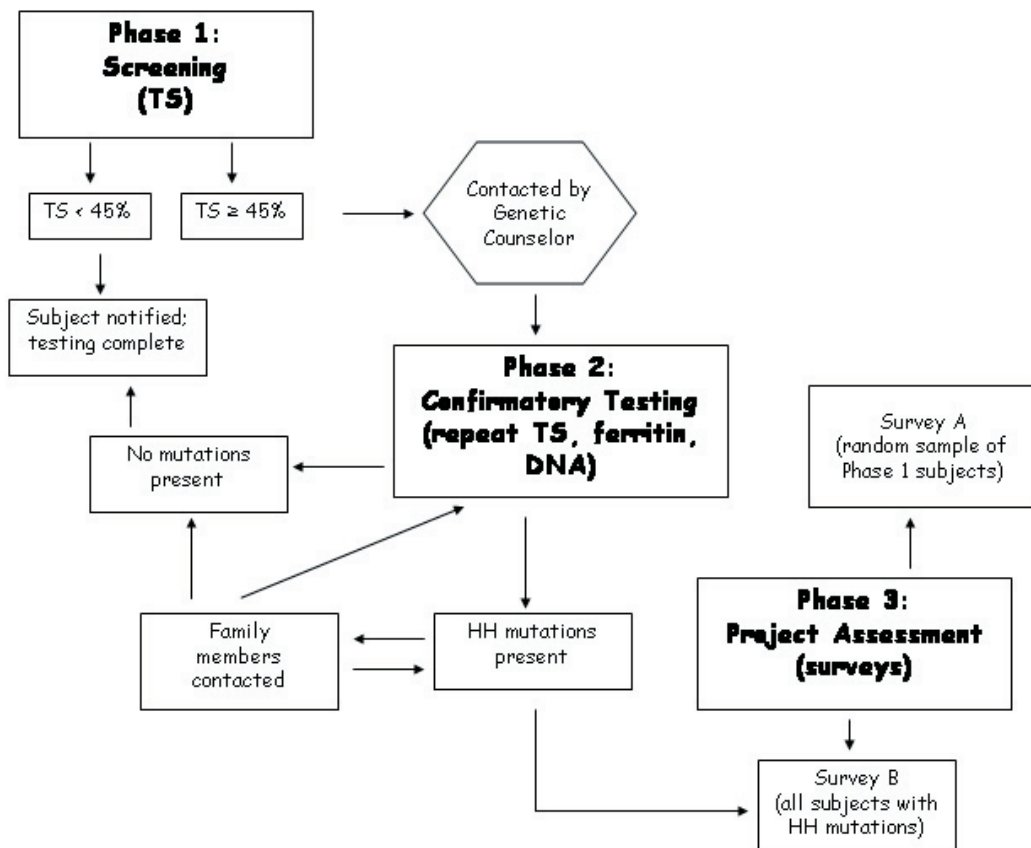 Phase 1:
Screening
(TS)
TS < 45%
TS ≥ 45%
Contacted by
Genetic
Counselor
Subject notified;
testing complete
Phase 2:
Confirmatory Testing
(repeat TS, ferritin,
DNA)
No mutations
present
Survey A
(random sample of
Phase 1 subjects)
Family
members
contacted
HH mutations
present
Phase 3:
Project Assessment
(surveys)
Survey B
(all subjects with
HH mutations)